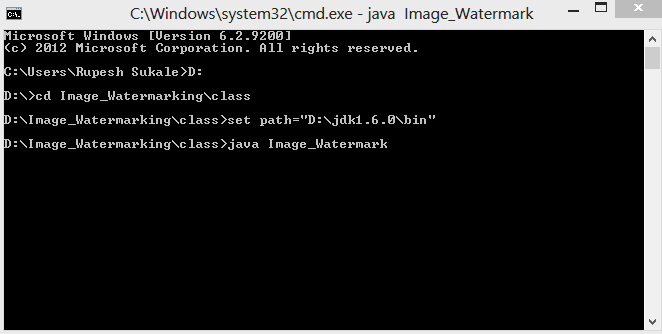 C:\Windows\system32\cmd.exe - java  Image_Watermark
Microsoft Windows [Version 6.2.9200]
(c) 2012 Microsoft Corporation. All rights reserved.
C:\Users\Rupesh Sukale>D:
D:\>cd Image_Watermarking\class
D:\Image_Watermarking\class>set path="D:\jdk1.6.0\bin"
D:\Image_Watermarking\class>java Image_Watermark